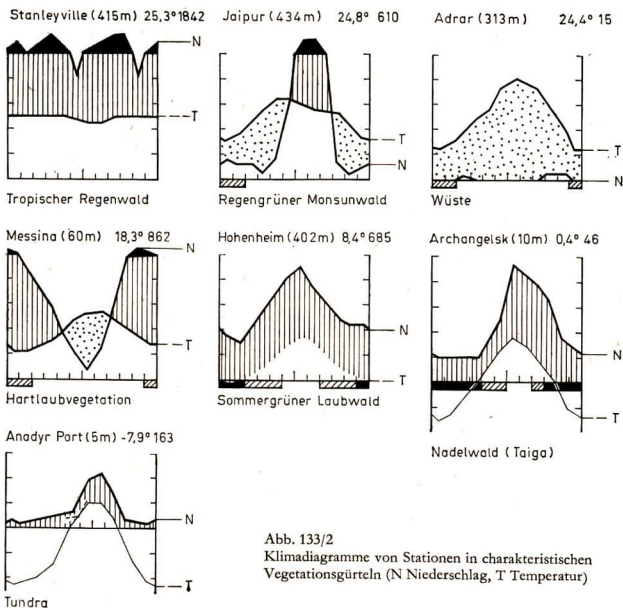 Stanleyville (415m) 25,3° 1842
N
T
Tropischer Regenwald
Jaipur (434m) 24,8° 610
T
N
Regengrüner Monsunwald
Adrar (313m) 24,4° 15
T
N
Wüste
Messina (60m) 18,3° 862
N
T
Hartlaubvegetation
Hohenheim (402m) 8,4° 685
N
T
Sommergrüner Laubwald
Archangelsk (10m) 0,4° 46
N
T
Nadelwald (Taiga)
Anadyr Port (5m) -7,9° 163
N
T
Tundra
Abb. 133/2
Klimadiagramme von Stationen in charakteristischen
Vegetationsgürteln (N Niederschlag, T Temperatur)